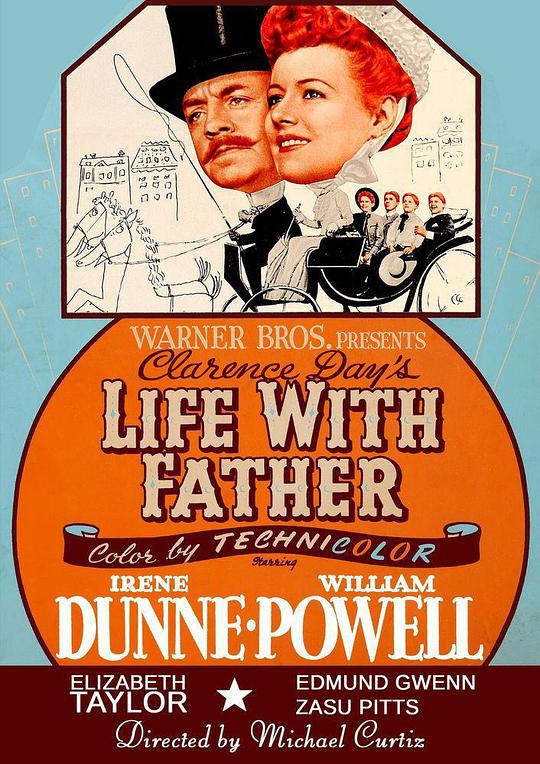 WARNER BROS. PRESENTS
Clarence Day's
LIFE WITH
FATHER
Color by TECHNICOLOR
Starring
IRENE WILLIAM
DUNNE·POWELL
ELIZABETH EDMUND GWENN
TAYLOR ZASU PITTS
Directed by Michael Curtiz